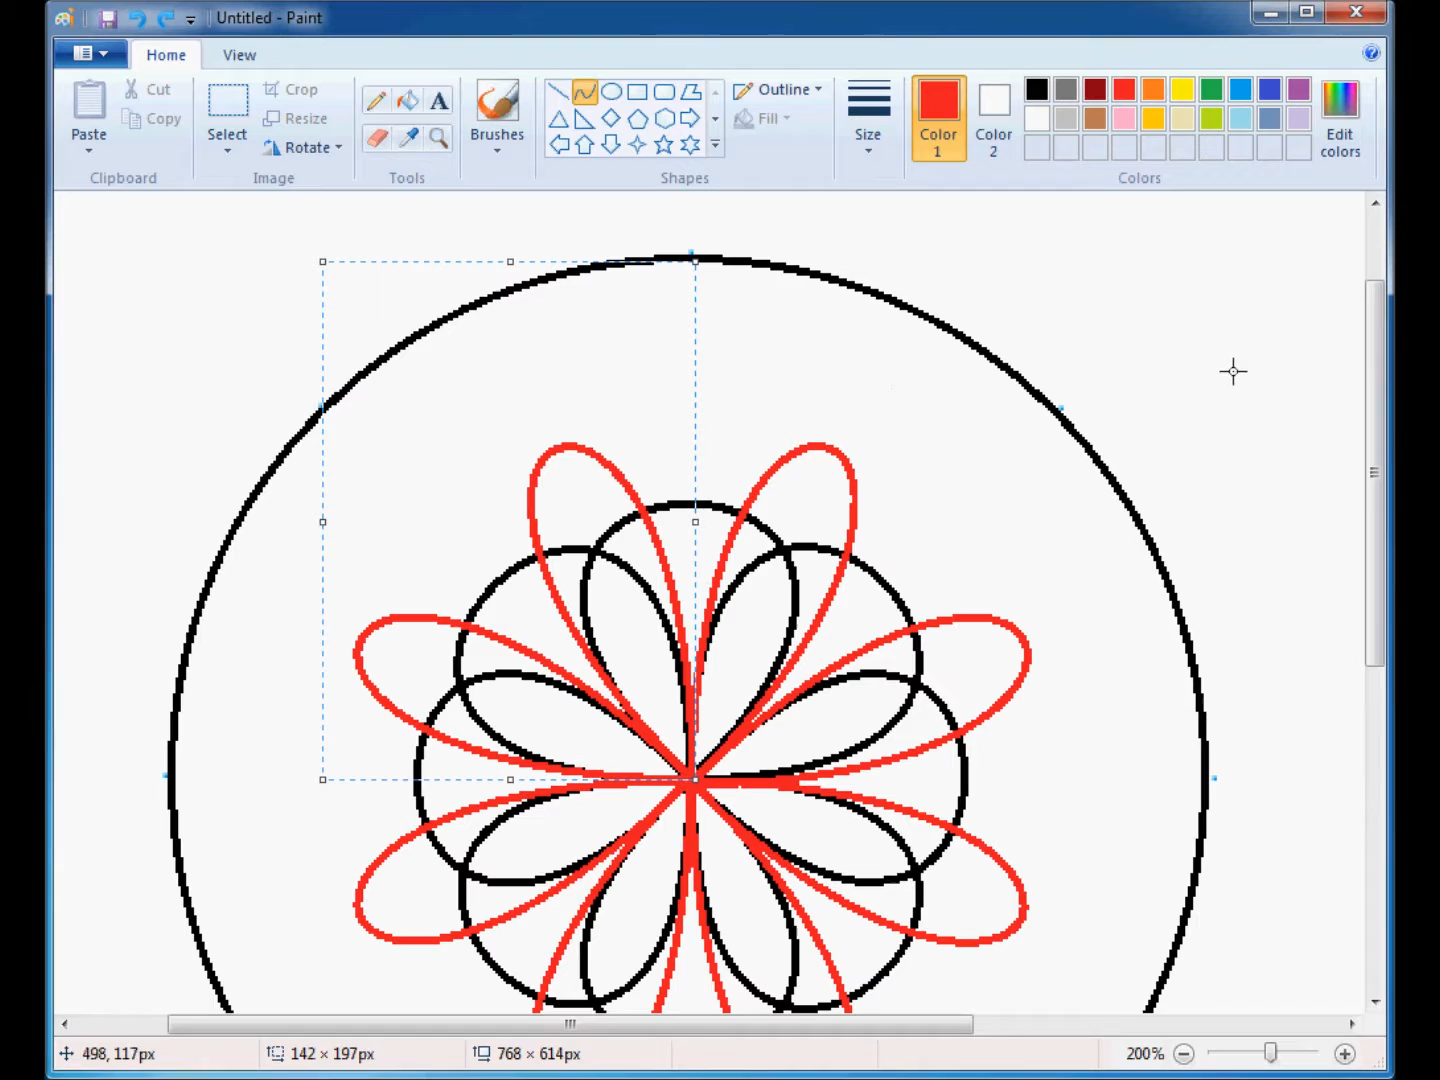 Untitled - Paint
Home View
Paste
Cut
Copy
Clipboard
Select
Crop
Resize
Rotate
Image
A
Tools
Brushes
Outline
Fill
Shapes
Size
Color 1
Color 2
Edit colors
Colors
498, 117px
142 × 197px
768 × 614px
200%